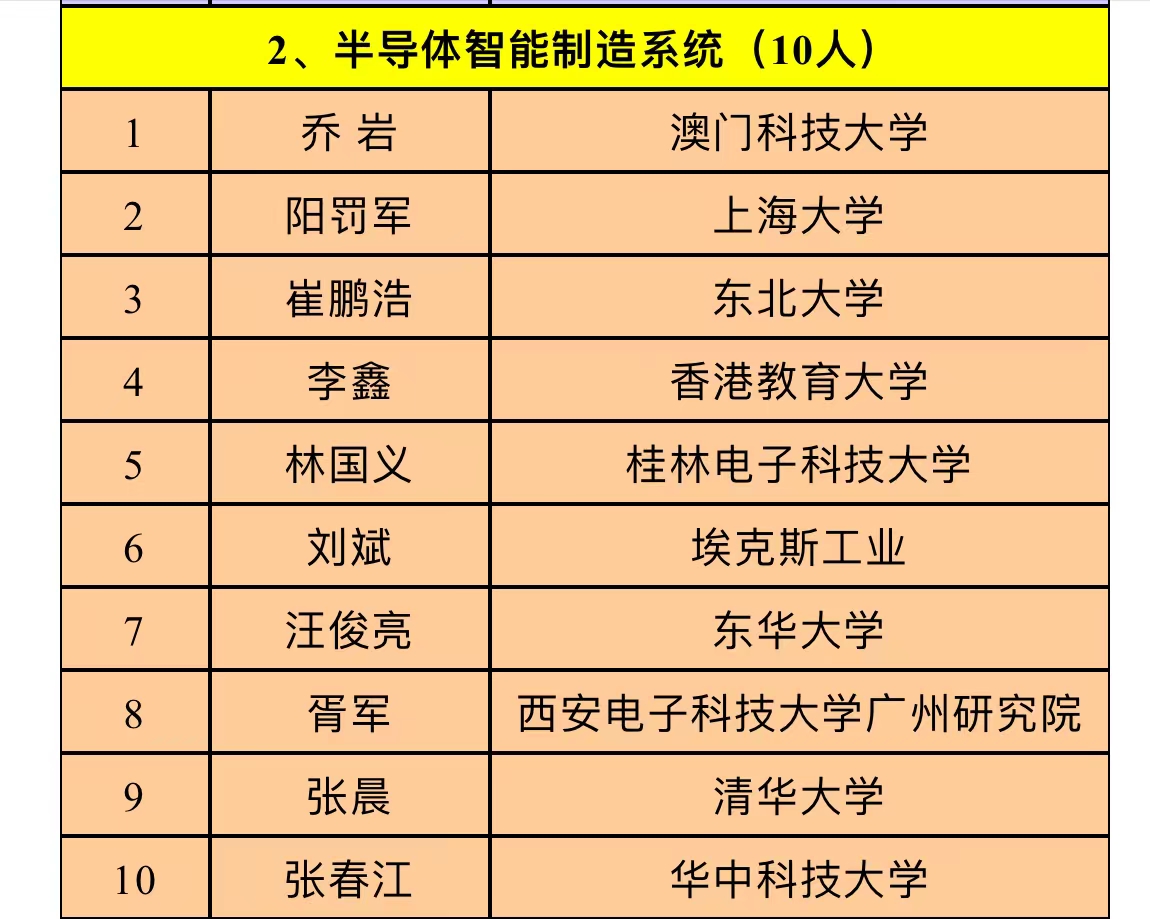 2、半导体智能制造系统（10人）
1 乔 岩 澳门科技大学
2 阳罚军 上海大学
3 崔鹏浩 东北大学
4 李鑫 香港教育大学
5 林国义 桂林电子科技大学
6 刘斌 埃克斯工业
7 汪俊亮 东华大学
8 胥军 西安电子科技大学广州研究院
9 张晨 清华大学
10 张春江 华中科技大学